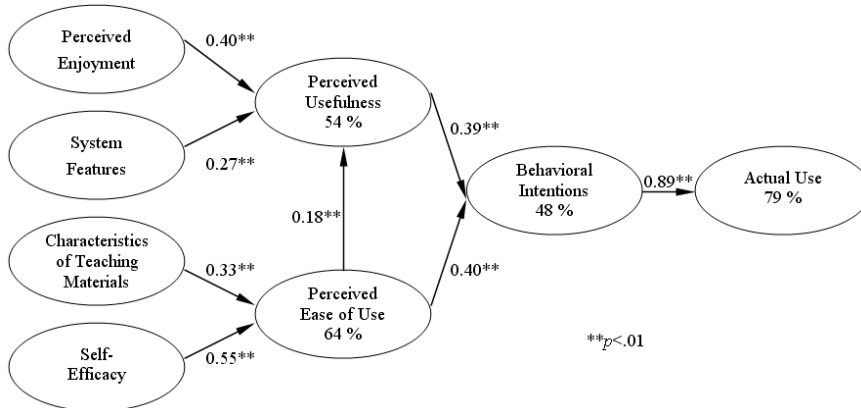 Perceived
Enjoyment
0.40**
Perceived
Usefulness
54 %
System
Features
0.27**
0.39**
Behavioral
Intentions
48 %
0.89**
Actual Use
79 %
0.18**
Characteristics
of Teaching
Materials
0.33**
0.40**
Perceived
Ease of Use
64 %
Self-
Efficacy
0.55**
**p<.01